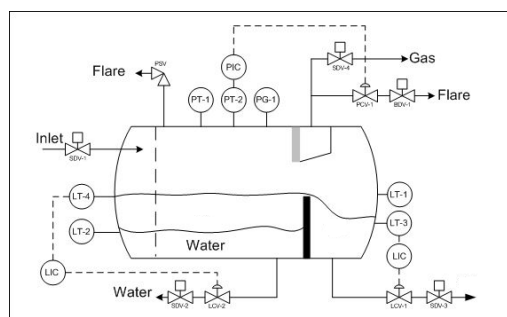 Flare
PSV
PIC
SDV-4
Gas
PT-1
PT-2
PG-1
PCV-1
BDV-1
Flare
Inlet
SDV-1
LT-4
LT-1
LT-2
LT-3
Water
LIC
LIC
Water
SDV-2
LCV-2
LCV-1
SDV-3